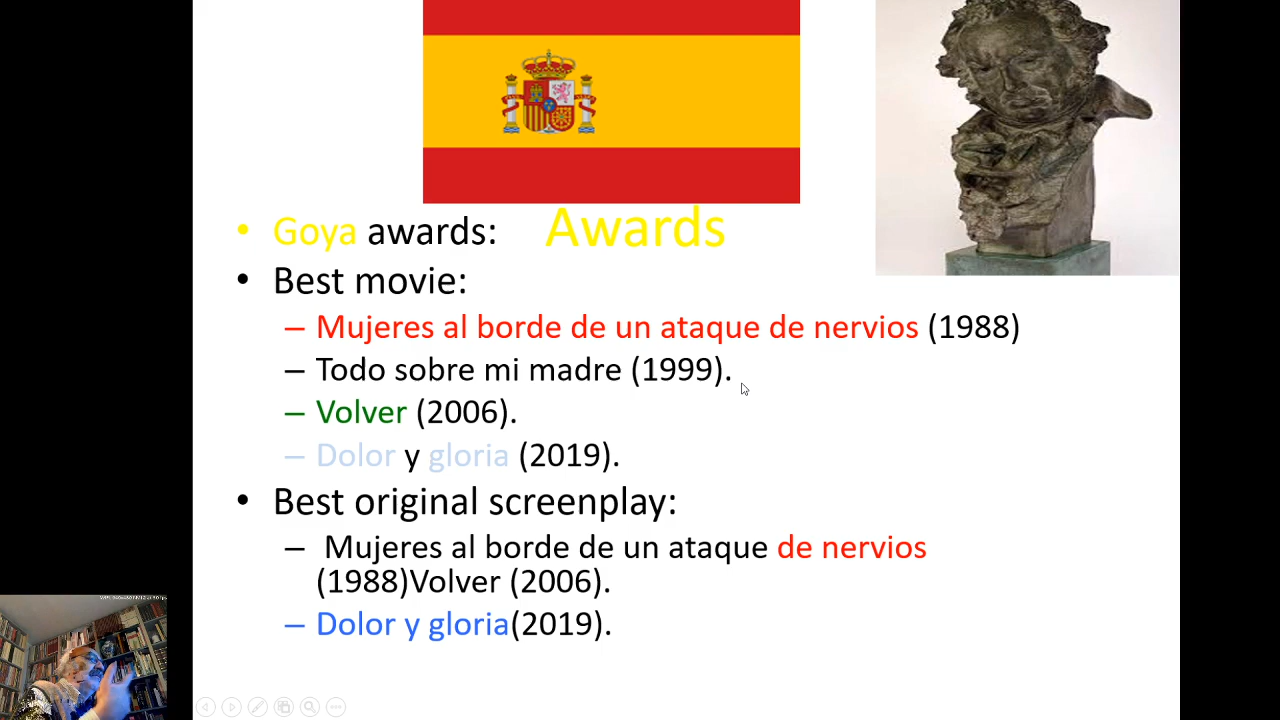 Awards
• Goya awards:
• Best movie:
– Mujeres al borde de un ataque de nervios (1988)
– Todo sobre mi madre (1999).
– Volver (2006).
– Dolor y gloria (2019).
• Best original screenplay:
– Mujeres al borde de un ataque de nervios
(1988)Volver (2006).
– Dolor y gloria(2019).